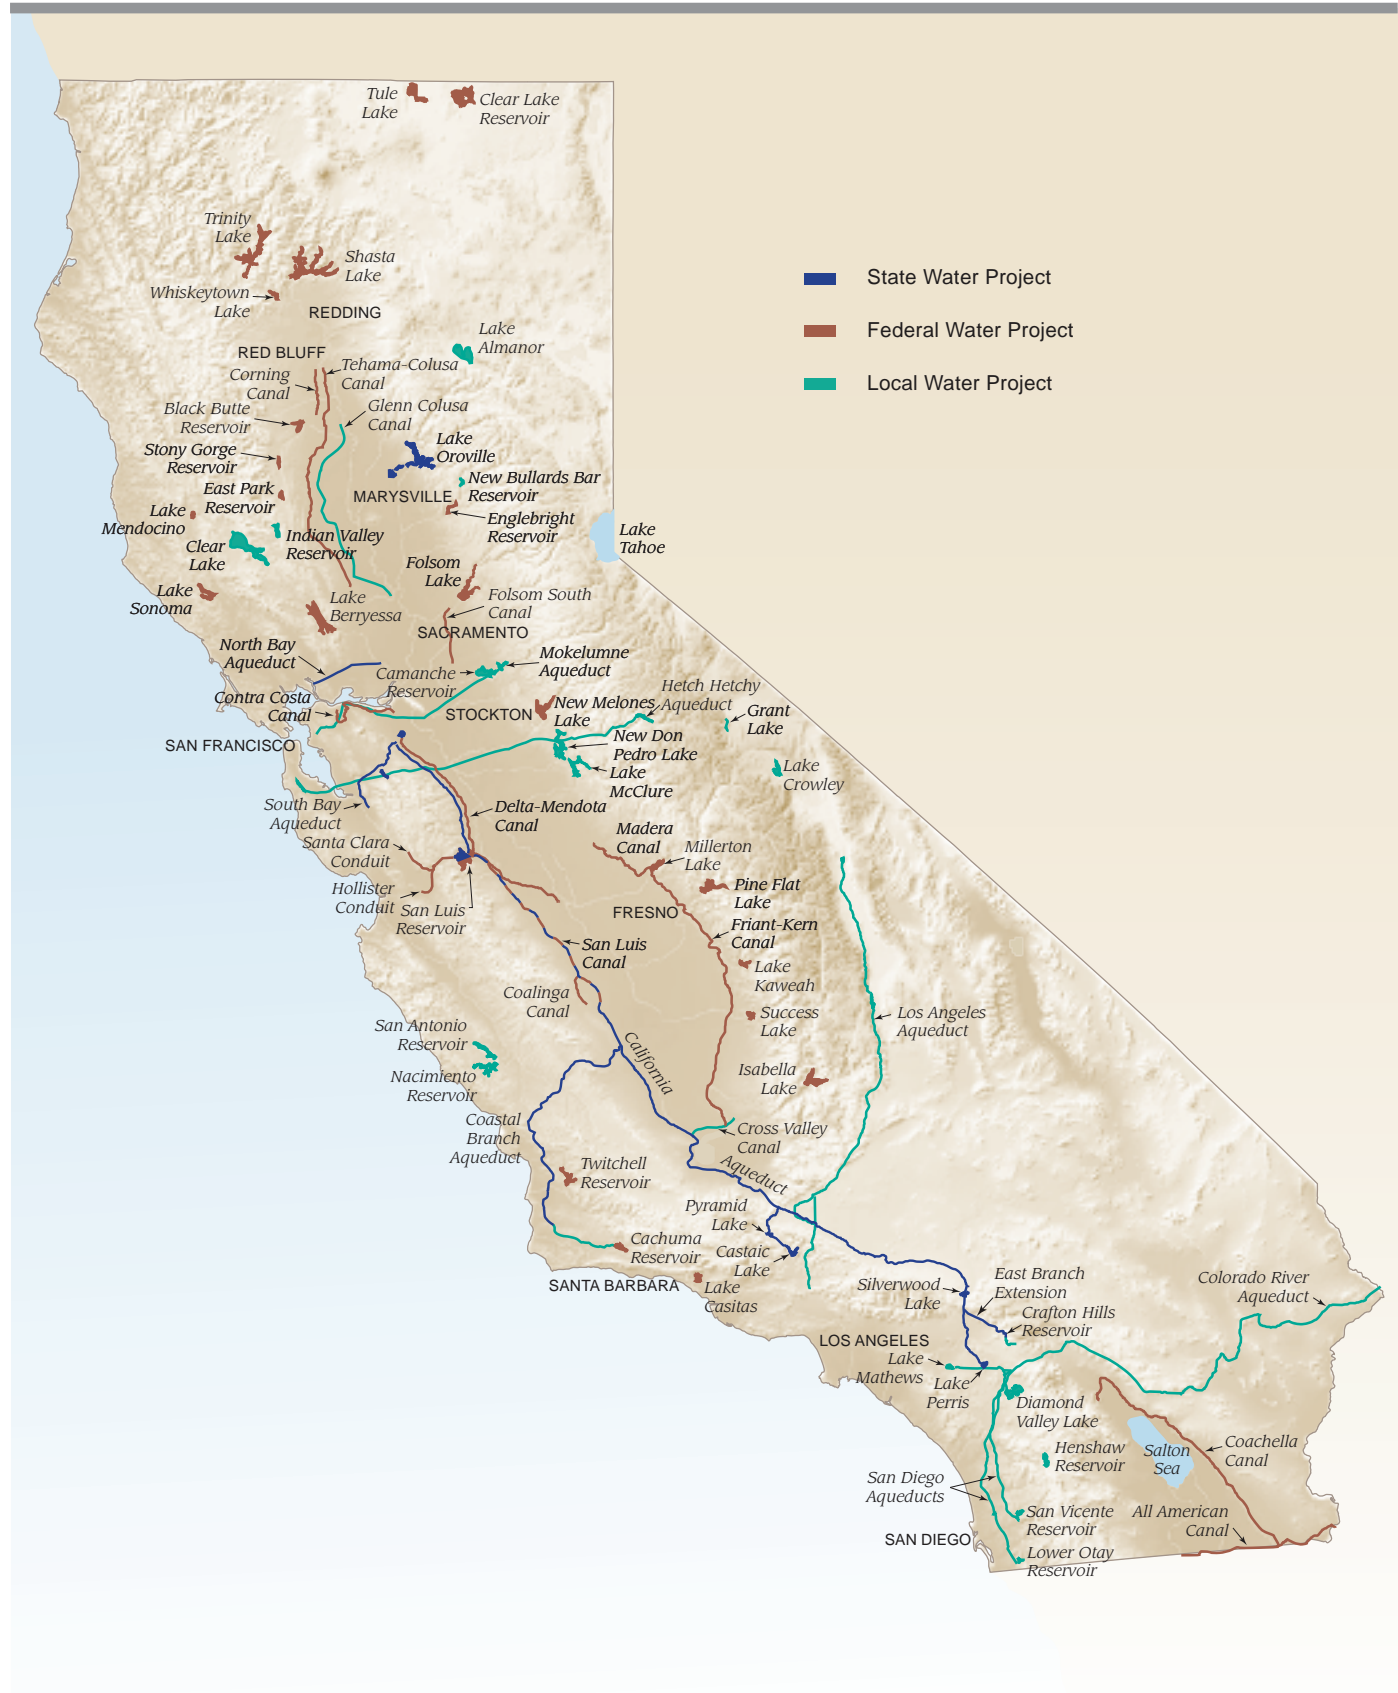 Tule
Lake
Clear Lake
Reservoir
Trinity
Lake
Shasta
Lake
Whiskeytown
Lake
REDDING
State Water Project
Federal Water Project
Local Water Project
Lake
Almanor
RED BLUFF
Tehama-Colusa
Canal
Corning
Canal
Black Butte
Reservoir
Glenn Colusa
Canal
Stony Gorge
Reservoir
Lake
Oroville
East Park
Reservoir
MARYSVILLE
New Bullards Bar
Reservoir
Lake
Mendocino
Englebright
Reservoir
Clear
Lake
Indian Valley
Reservoir
Lake
Tahoe
Folsom
Lake
Lake
Sonoma
Lake
Berryessa
Folsom South
Canal
SACRAMENTO
North Bay
Aqueduct
Mokelumne
Aqueduct
Camanche
Reservoir
Contra Costa
Canal
STOCKTON
New Melones
Lake
Hetch Hetchy
Aqueduct
Grant
Lake
SAN FRANCISCO
New Don
Pedro Lake
Lake
McClure
Lake
Crowley
South Bay
Aqueduct
Delta-Mendota
Canal
Santa Clara
Conduit
Madera
Canal
Millerton
Lake
Hollister
Conduit
San Luis
Reservoir
Pine Flat
Lake
FRESNO
Friant-Kern
Canal
San Luis
Canal
Lake
Kaweah
Coalinga
Canal
Success
Lake
Los Angeles
Aqueduct
San Antonio
Reservoir
Nacimiento
Reservoir
California
Isabella
Lake
Coastal
Branch
Aqueduct
Cross Valley
Canal
Aqueduct
Twitchell
Reservoir
Pyramid
Lake
Cachuma
Reservoir
Castaic
Lake
SANTA BARBARA
Lake
Casitas
Silverwood
Lake
East Branch
Extension
Crafton Hills
Reservoir
Colorado River
Aqueduct
LOS ANGELES
Lake
Mathews
Lake
Perris
Diamond
Valley Lake
Henshaw
Reservoir
Salton
Sea
Coachella
Canal
San Diego
Aqueducts
San Vicente
Reservoir
All American
Canal
SAN DIEGO
Lower Otay
Reservoir